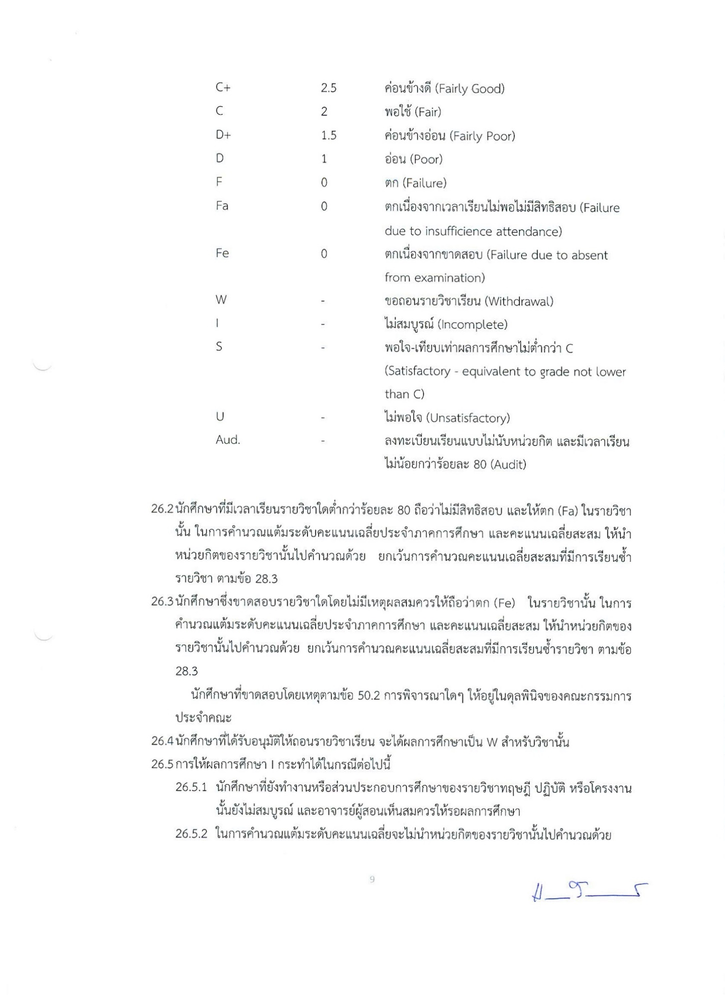 C+ 2.5 ค่อนข้างดี (Fairly Good)
C 2 พอใช้ (Fair)
D+ 1.5 ค่อนข้างอ่อน (Fairly Poor)
D 1 อ่อน (Poor)
F 0 ตก (Failure)
Fa 0 ตกเนื่องจากเวลาเรียนไม่พอไม่มีสิทธิสอบ (Failure
due to insufficience attendance)
Fe 0 ตกเนื่องจากขาดสอบ (Failure due to absent
from examination)
W - ขอถอนรายวิชาเรียน (Withdrawal)
I - ไม่สมบูรณ์ (Incomplete)
S - พอใจ-เทียบเท่าผลการศึกษาไม่ต่ำกว่า C
(Satisfactory - equivalent to grade not lower
than C)
U - ไม่พอใจ (Unsatisfactory)
Aud. - ลงทะเบียนเรียนแบบไม่นับหน่วยกิต และมีเวลาเรียน
ไม่น้อยกว่าร้อยละ 80 (Audit)
26.2 นักศึกษาที่มีเวลาเรียนรายวิชาใดต่ำกว่าร้อยละ 80 ถือว่าไม่มีสิทธิสอบ และให้ตก (Fa) ในรายวิชา
นั้น ในการคำนวณแต้มระดับคะแนนเฉลี่ยประจำภาคการศึกษา และคะแนนเฉลี่ยสะสม ให้นำ
หน่วยกิตของรายวิชานั้นไปคำนวณด้วย ยกเว้นการคำนวณคะแนนเฉลี่ยสะสมที่มีการเรียนซ้ำ
รายวิชา ตามข้อ 28.3
26.3 นักศึกษาซึ่งขาดสอบรายวิชาใดโดยไม่มีเหตุผลสมควรให้ถือว่าตก (Fe) ในรายวิชานั้น ในการ
คำนวณแต้มระดับคะแนนเฉลี่ยประจำภาคการศึกษา และคะแนนเฉลี่ยสะสม ให้นำหน่วยกิตของ
รายวิชานั้นไปคำนวณด้วย ยกเว้นการคำนวณคะแนนเฉลี่ยสะสมที่มีการเรียนซ้ำรายวิชา ตามข้อ
28.3
นักศึกษาที่ขาดสอบโดยเหตุตามข้อ 50.2 การพิจารณาใดๆ ให้อยู่ในดุลพินิจของคณะกรรมการ
ประจำคณะ
26.4 นักศึกษาที่ได้รับอนุมัติให้ถอนรายวิชาเรียน จะได้ผลการศึกษาเป็น W สำหรับวิชานั้น
26.5 การให้ผลการศึกษา I กระทำได้ในกรณีต่อไปนี้
26.5.1 นักศึกษาที่ยังทำงานหรือส่วนประกอบการศึกษาของรายวิชาทฤษฎี ปฏิบัติ หรือโครงงาน
นั้นยังไม่สมบูรณ์ และอาจารย์ผู้สอนเห็นสมควรให้รอผลการศึกษา
26.5.2 ในการคำนวณแต้มระดับคะแนนเฉลี่ยจะไม่นำหน่วยกิตของรายวิชานั้นไปคำนวณด้วย
9